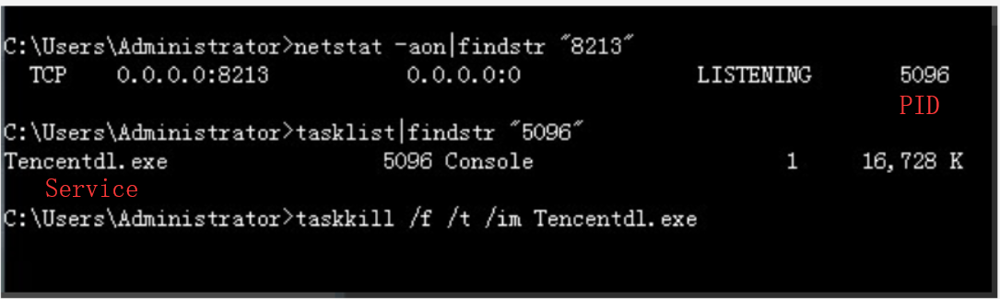 C:\Users\Administrator>netstat -aon|findstr "8213"
TCP 0.0.0.0:8213 0.0.0.0:0 LISTENING 5096
PID
C:\Users\Administrator>tasklist|findstr "5096"
Tencentdl.exe 5096 Console 1 16,728 K
Service
C:\Users\Administrator>taskkill /f /t /im Tencentdl.exe